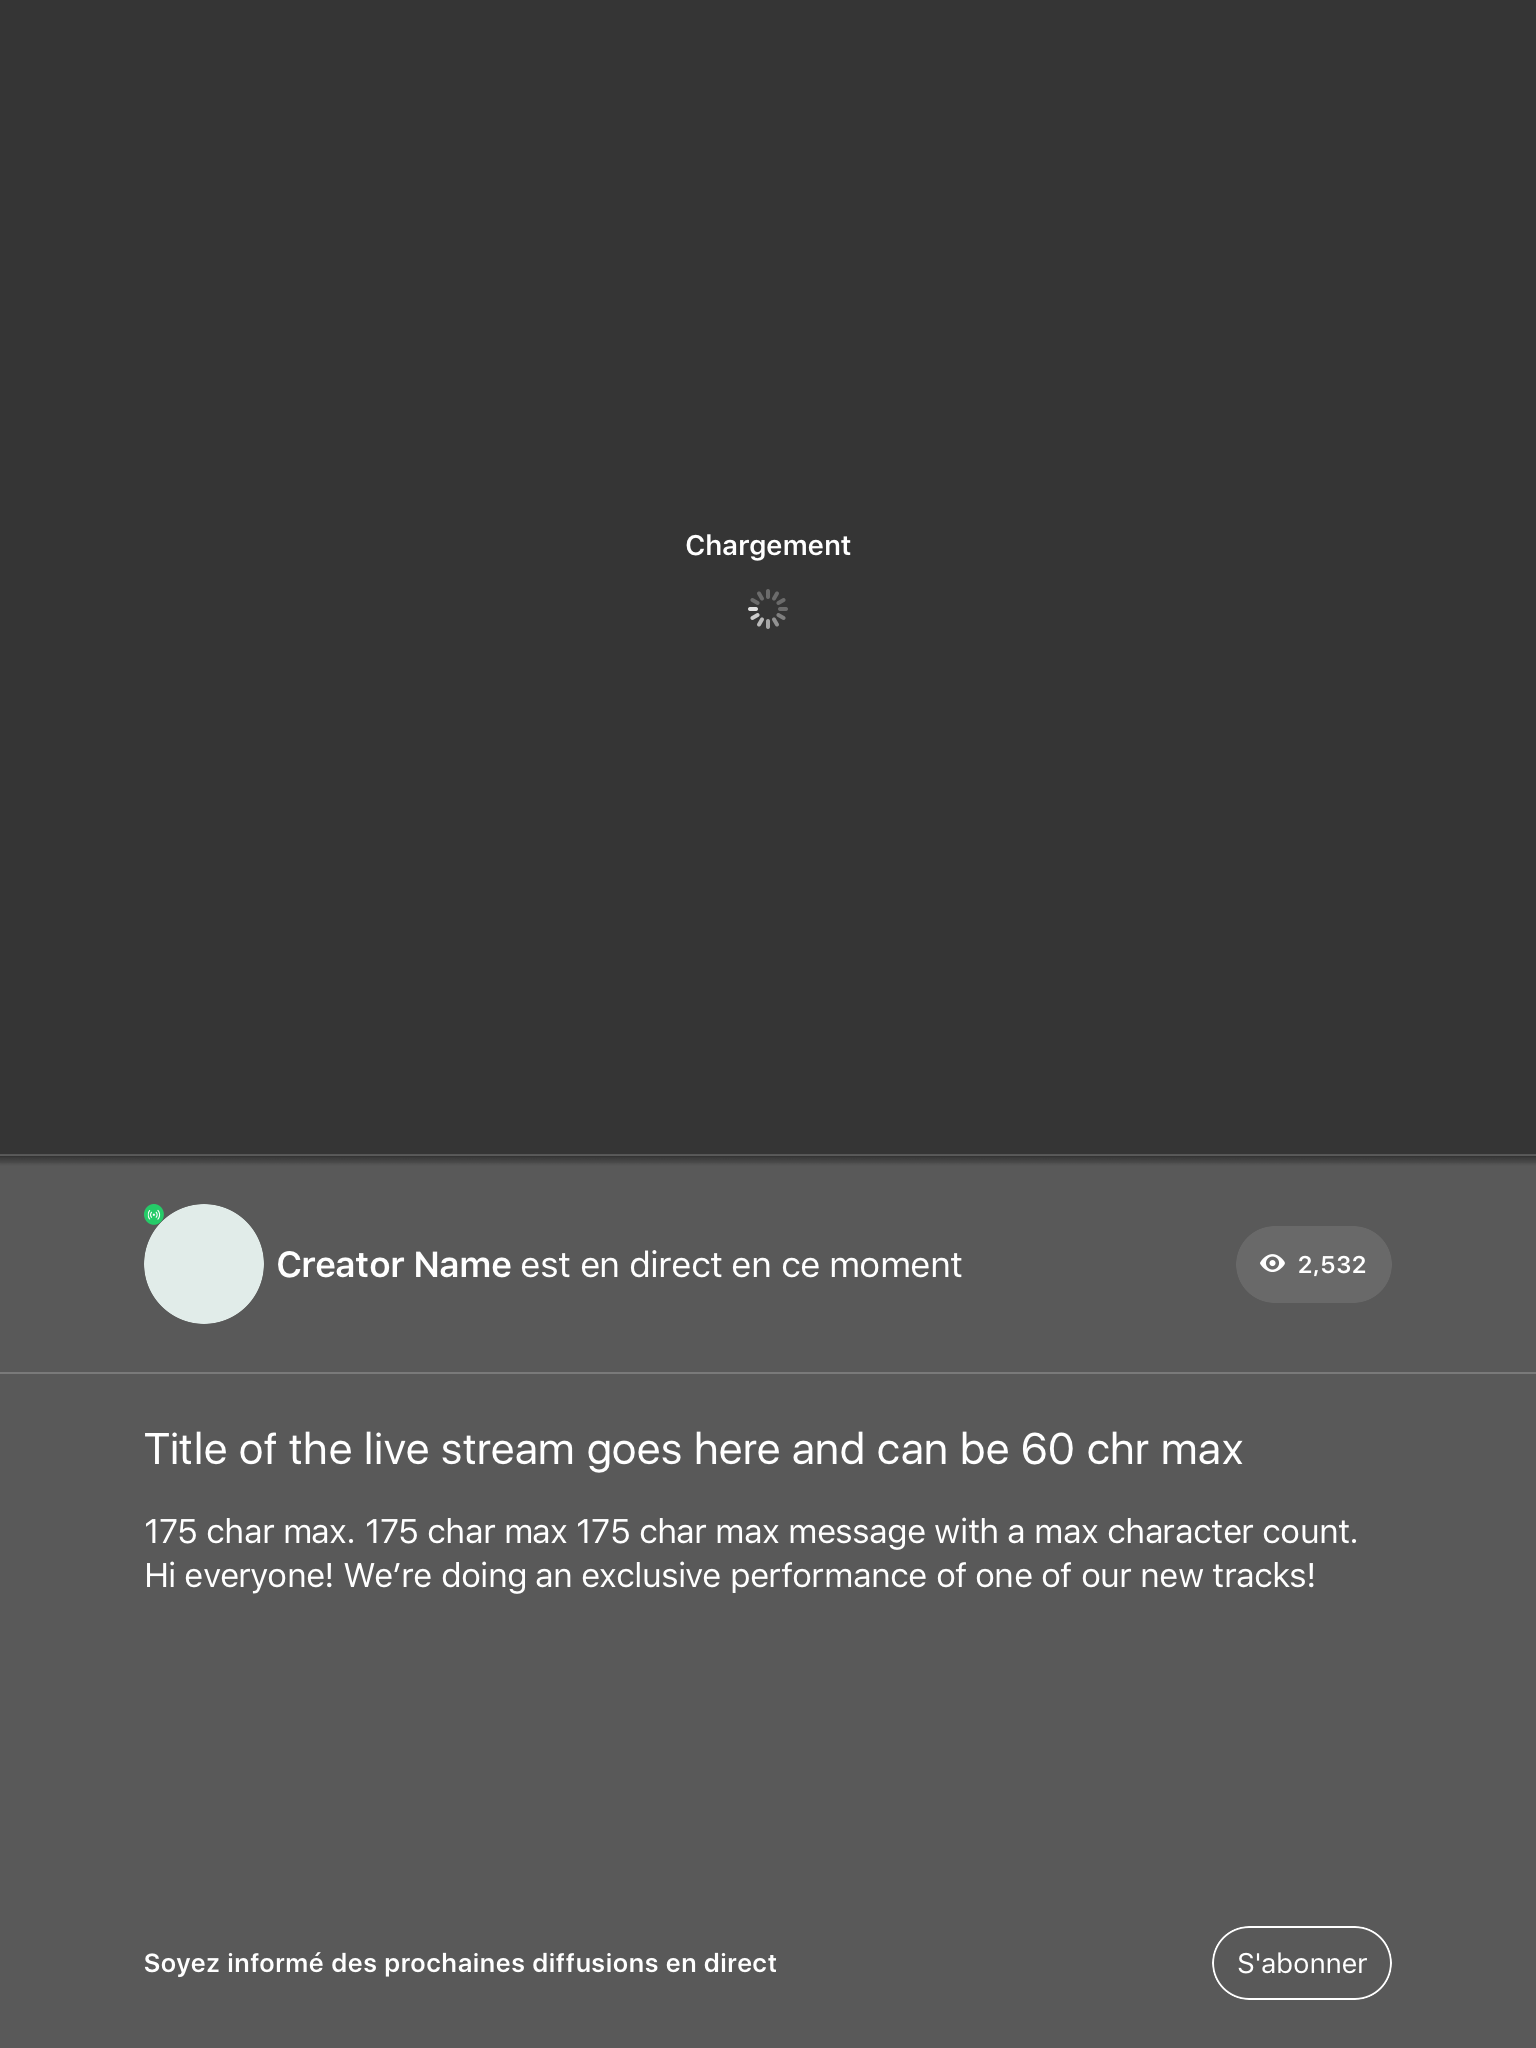 Chargement
Creator Name est en direct en ce moment
2,532
Title of the live stream goes here and can be 60 chr max
175 char max. 175 char max 175 char max message with a max character count.
Hi everyone! We’re doing an exclusive performance of one of our new tracks!
Soyez informé des prochaines diffusions en direct
S'abonner